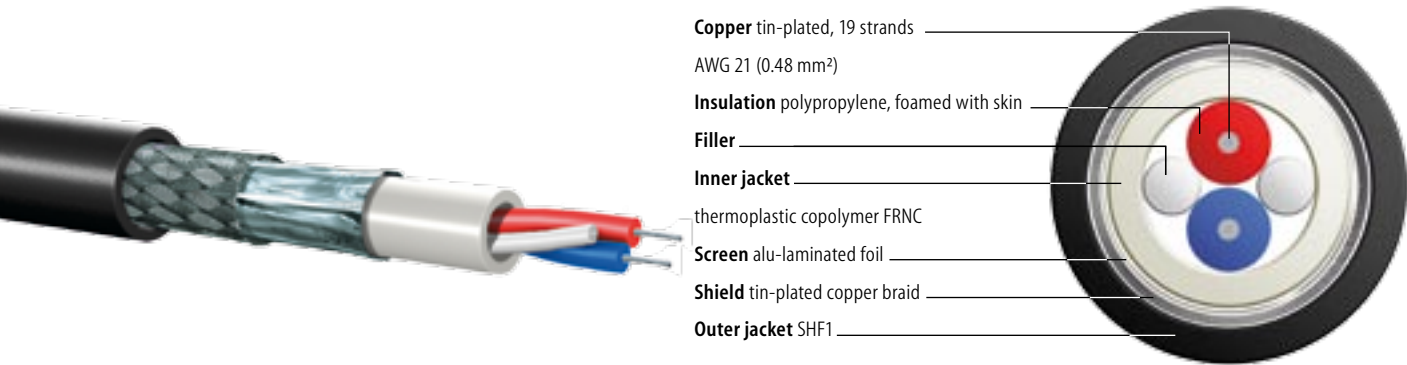 Copper tin-plated, 19 strands
AWG 21 (0.48 mm²)
Insulation polypropylene, foamed with skin
Filler
Inner jacket
thermoplastic copolymer FRNC
Screen alu-laminated foil
Shield tin-plated copper braid
Outer jacket SHF1